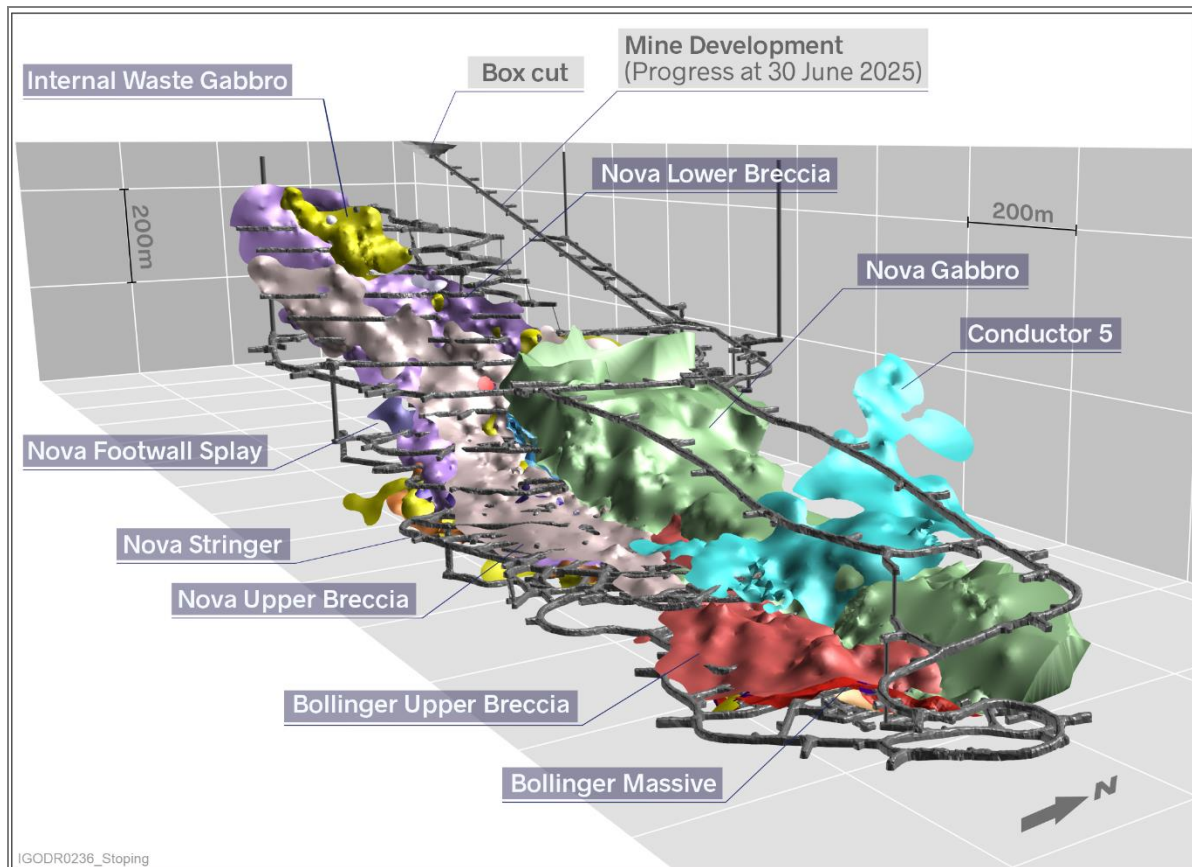 Mine Development
(Progress at 30 June 2025)
Box cut
Internal Waste Gabbro
Nova Lower Breccia
200m
200m
Nova Gabbro
Conductor 5
Nova Footwall Splay
Nova Stringer
Nova Upper Breccia
Bollinger Upper Breccia
Bollinger Massive
N
IGODR0236_Stoping